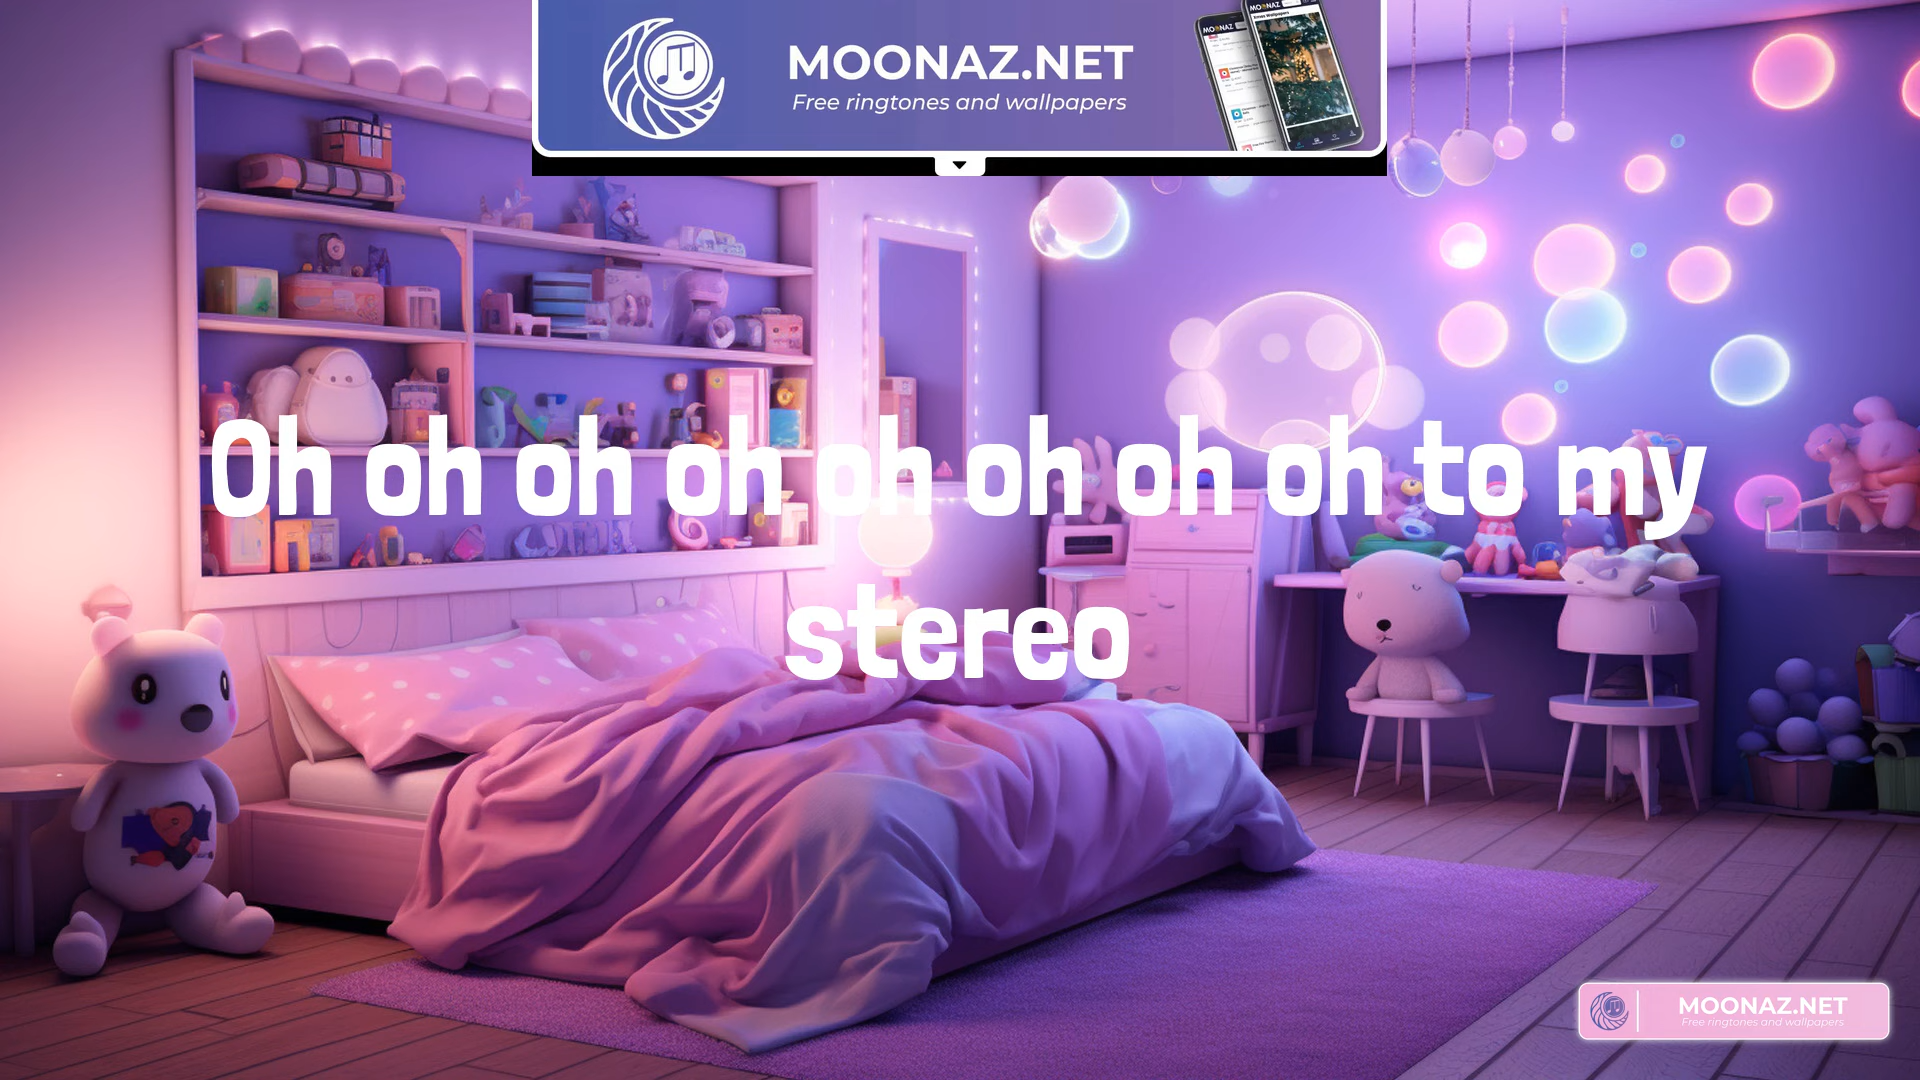 MOONAZ.NET
Free ringtones and wallpapers
Oh oh oh oh oh oh oh oh to my
stereo
MOONAZ.NET
Free ringtones and wallpapers